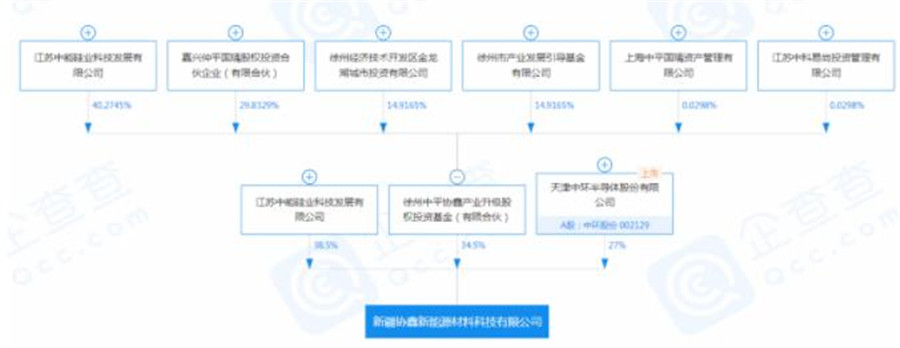 江苏中能硅业科技发展有
限公司
嘉兴仲平国瑀股权投资合
伙企业（有限合伙）
徐州经济技术开发区金龙
湖城市投资有限公司
徐州市产业发展引导基金
有限公司
上海中平国瑀资产管理有
限公司
江苏中科易尚投资管理有
限公司
40.2745%
29.8329%
14.9165%
14.9165%
0.0298%
0.0298%
江苏中能硅业科技发展有
限公司
徐州中平协鑫产业升级股
权投资基金（有限合伙）
上市
天津中环半导体股份有限
公司
A股：中环股份 002129
38.5%
34.5%
27%
新疆协鑫新能源材料科技有限公司
企查查
Qcc.com
企查查
Qcc.com